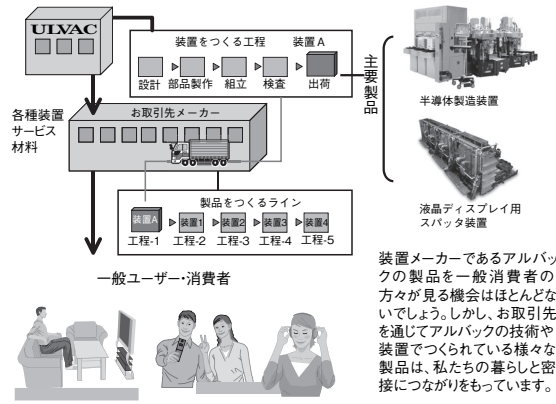 ULVAC
装置をつくる工程
装置A
設計
部品製作
組立
検査
出荷
主要製品
半導体製造装置
液晶ディスプレイ用
スパッタ装置
各種装置
サービス
材料
お取引先メーカー
製品をつくるライン
装置A
装置1
装置2
装置3
装置4
工程-1
工程-2
工程-3
工程-4
工程-5
一般ユーザー・消費者
装置メーカーであるアルバッ
クの製品を一般消費者の
方々が見る機会はほとんどな
いでしょう。しかし、お取引先
を通じてアルバックの技術や
装置でつくられている様々な
製品は、私たちの暮らしと密
接につながりをもっています。